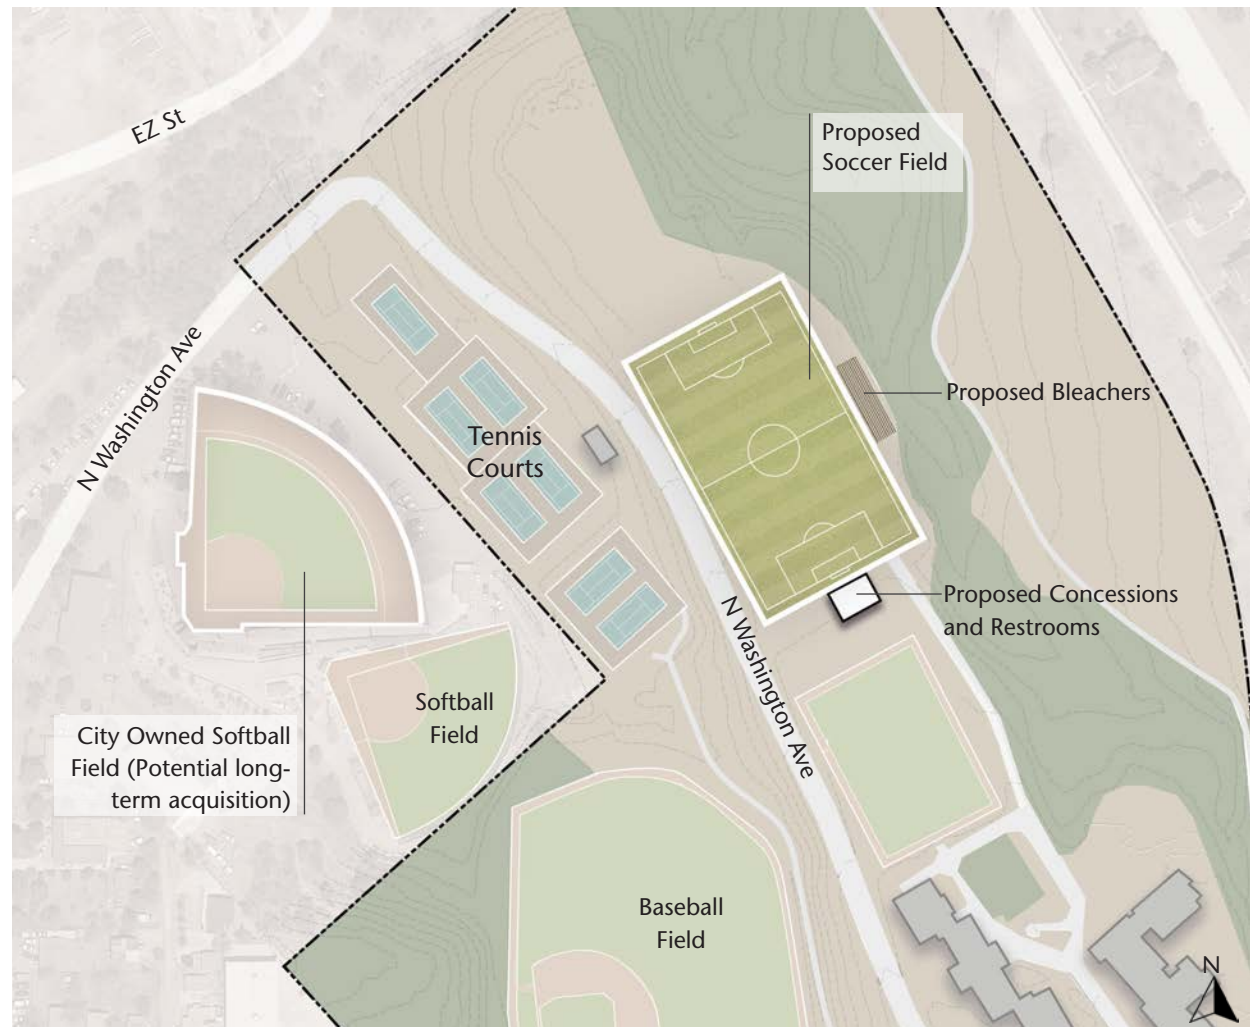 EZ St
Proposed
Soccer Field
N Washington Ave
Proposed Bleachers
Tennis
Courts
Proposed Concessions
and Restrooms
N Washington Ave
Softball
Field
City Owned Softball
Field (Potential long-
term acquisition)
Baseball
Field
N